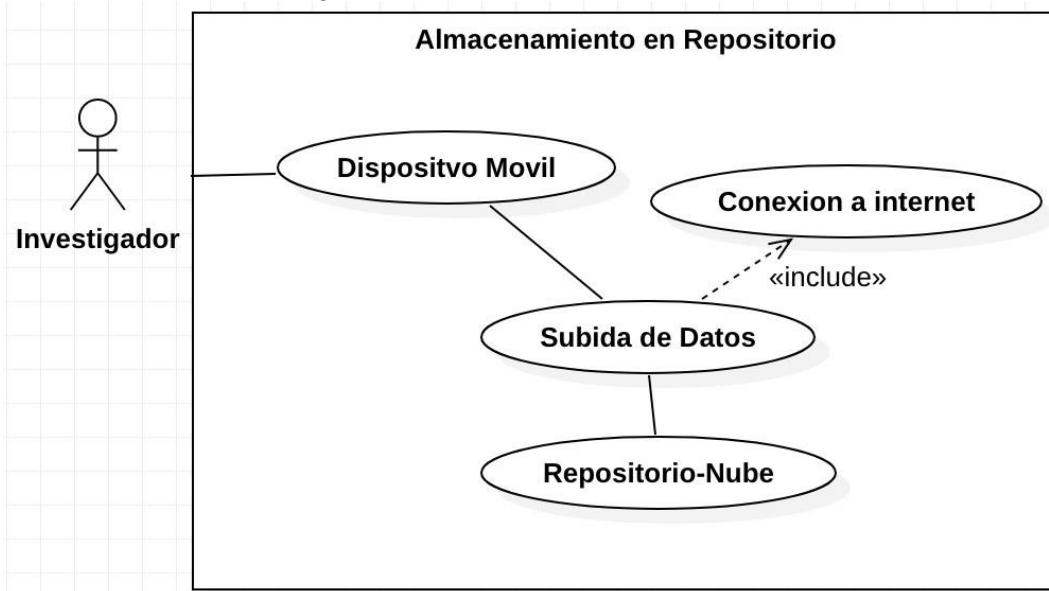 Almacenamiento en Repositorio
Dispositvo Movil
Conexion a internet
Investigador
«include»
Subida de Datos
Repositorio-Nube